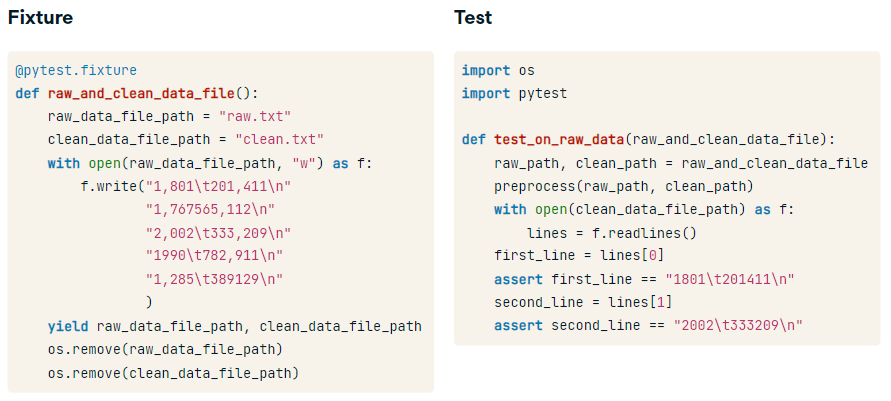 Fixture
@pytest.fixture
def raw_and_clean_data_file():
    raw_data_file_path = "raw.txt"
    clean_data_file_path = "clean.txt"
    with open(raw_data_file_path, "w") as f:
        f.write("1,801\t201,411\n"
                "1,767565,112\n"
                "2,002\t333,209\n"
                "1990\t782,911\n"
                "1,285\t389129\n"
                )
    yield raw_data_file_path, clean_data_file_path
    os.remove(raw_data_file_path)
    os.remove(clean_data_file_path)
Test
import os
import pytest
def test_on_raw_data(raw_and_clean_data_file):
    raw_path, clean_path = raw_and_clean_data_file
    preprocess(raw_path, clean_path)
    with open(clean_data_file_path) as f:
        lines = f.readlines()
    first_line = lines[0]
    assert first_line == "1801\t201411\n"
    second_line = lines[1]
    assert second_line == "2002\t333209\n"